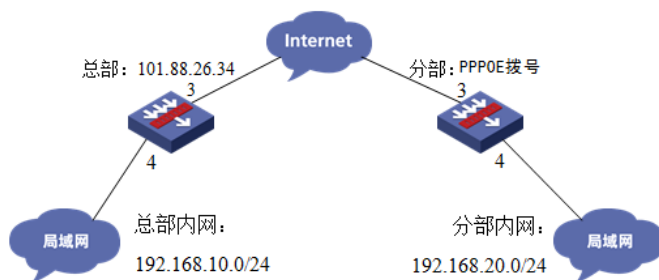 Internet
总部：101.88.26.34
分部：PPPOE拨号
3
3
4
4
总部内网：
192.168.10.0/24
分部内网：
192.168.20.0/24
局域网
局域网